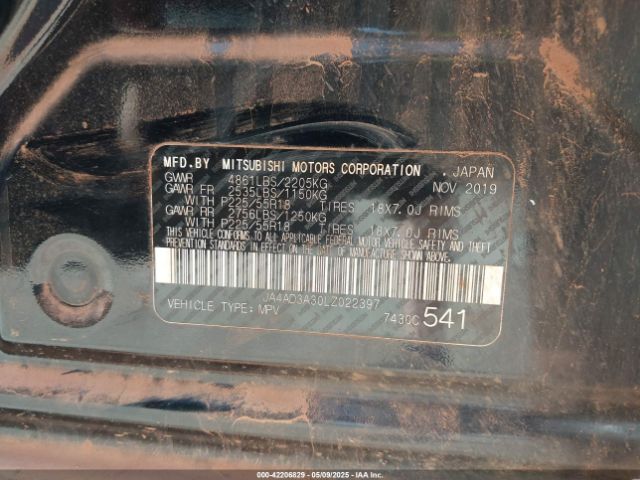 MFD.BY MITSUBISHI MOTORS CORPORATION , JAPAN
GVWR 4861LBS/2205KG NOV 2019
GAWR FR 2535LBS/1150KG
WITH P225/55R18 TIRES 18X7.0J RIMS
GAWR RR 2756LBS/1250KG
WITH P225/55R18 TIRES 18X7.0J RIMS
THIS VEHICLE CONFORMS TO ALL APPLICABLE FEDERAL MOTOR VEHICLE SAFETY AND THEFT
PREVENTION STANDARDS IN EFFECT ON THE DATE OF MANUFACTURE SHOWN ABOVE.
JA4AD3A30LZ022397
VEHICLE TYPE: MPV 7430C 541
000-42206829 - 05/09/2025 - IAA